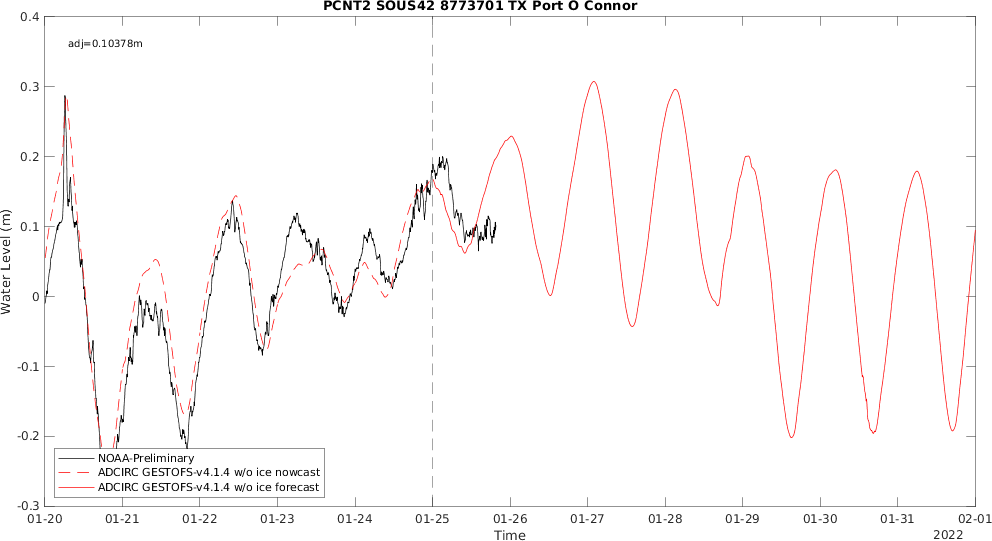 PCNT2 SOUS42 8773701 TX Port O Connor
adj=0.10378m
0.4
0.3
0.2
0.1
0
-0.1
-0.2
-0.3
Water Level (m)
NOAA-Preliminary
ADCIRC GESTOFS-v4.1.4 w/o ice nowcast
ADCIRC GESTOFS-v4.1.4 w/o ice forecast
01-20 01-21 01-22 01-23 01-24 01-25 01-26 01-27 01-28 01-29 01-30 01-31 02-01
Time
2022